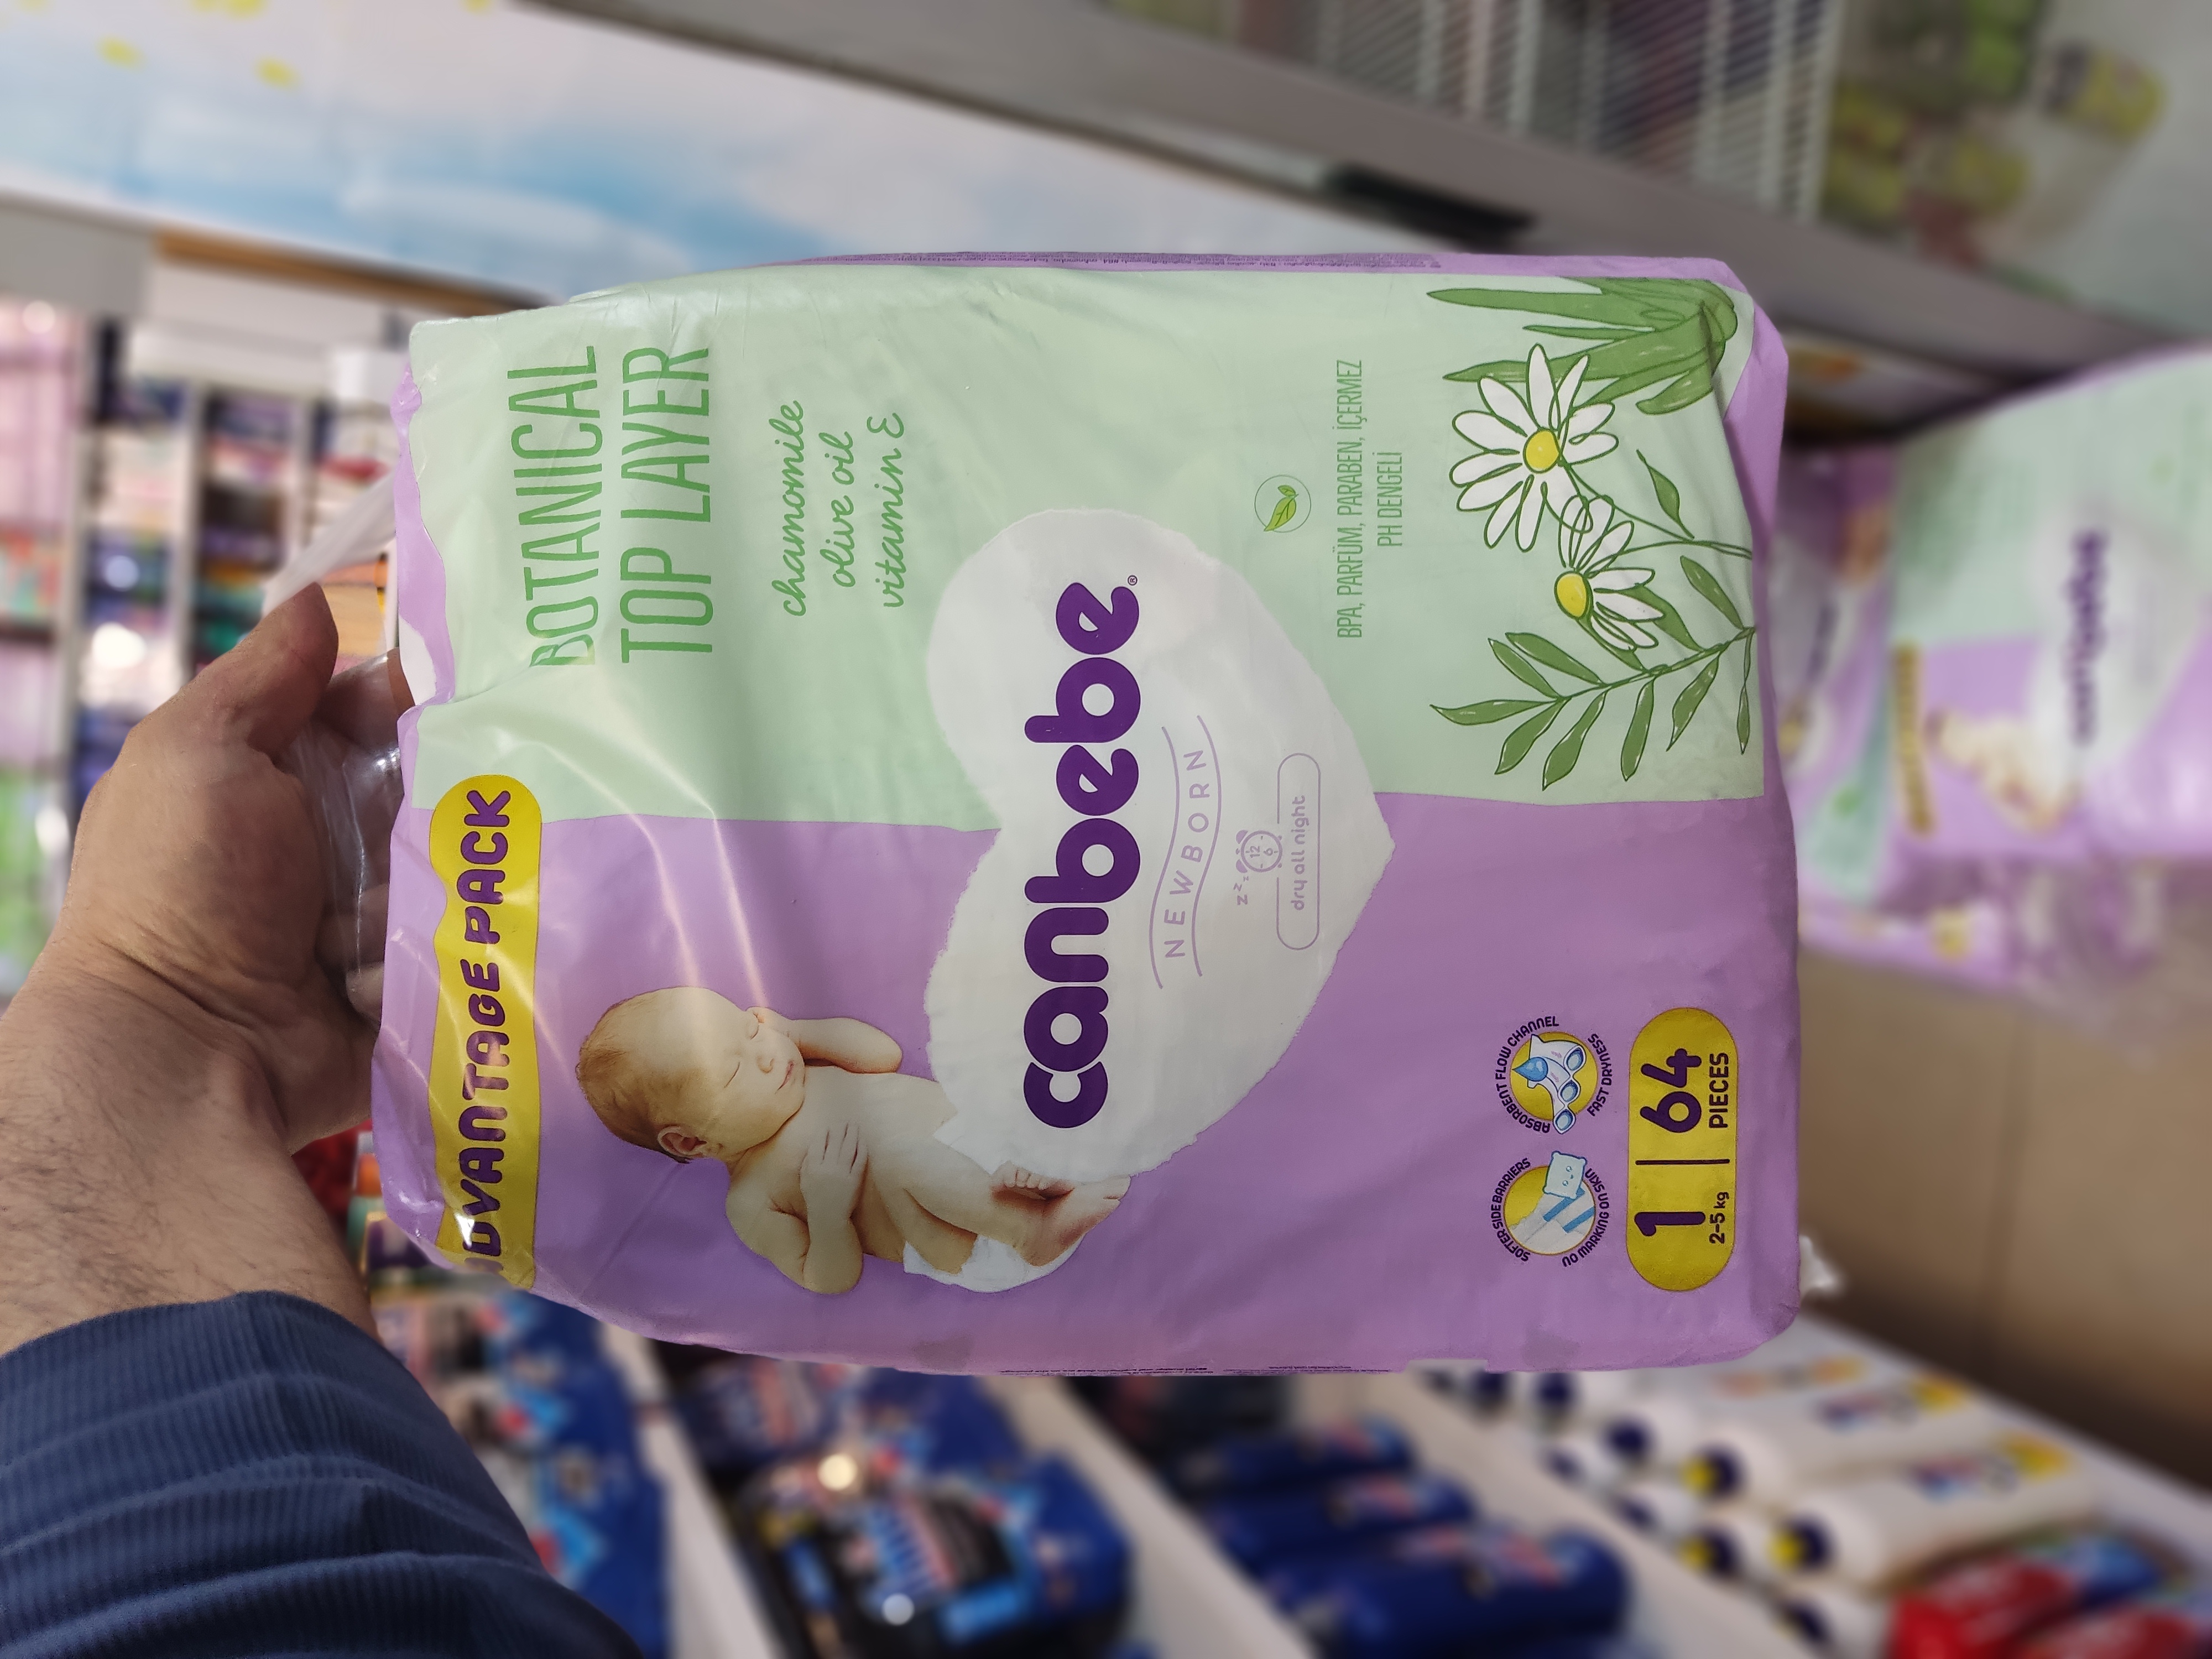 ADVANTAGE PACK
BOTANICAL
TOP LAYER
chamomile
olive oil
vitamin E
canbebe®
NEWBORN
z z z
12
6
dry all night
BPA, PARFÜM, PARABEN, İÇERMEZ
PH DENGELİ
SOFTER SIDE BARRIERS
NO MARKING ON SKIN
ABSORBENT FLOW CHANNEL
FAST DRYNESS
1
2-5 kg
64
PIECES